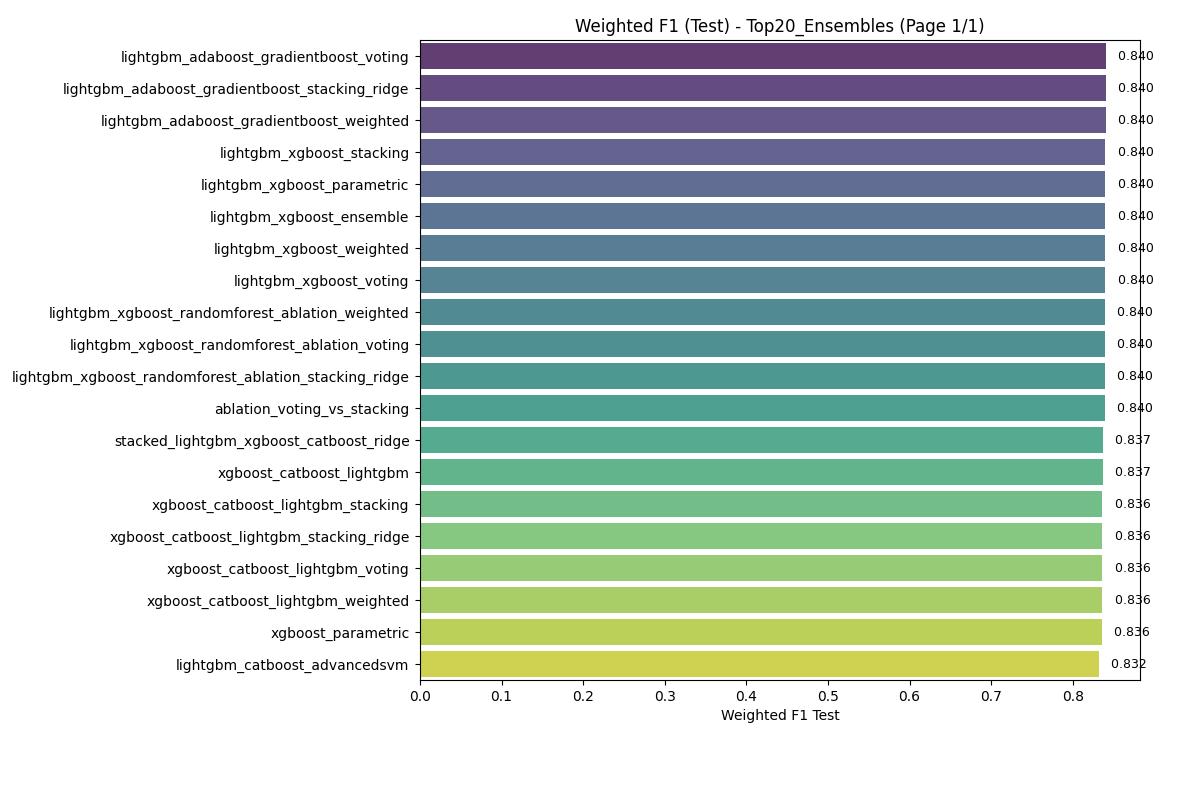 Weighted F1 (Test) - Top20_Ensembles (Page 1/1)
lightgbm_adaboost_gradientboost_voting 0.840
lightgbm_adaboost_gradientboost_stacking_ridge 0.840
lightgbm_adaboost_gradientboost_weighted 0.840
lightgbm_xgboost_stacking 0.840
lightgbm_xgboost_parametric 0.840
lightgbm_xgboost_ensemble 0.840
lightgbm_xgboost_weighted 0.840
lightgbm_xgboost_voting 0.840
lightgbm_xgboost_randomforest_ablation_weighted 0.840
lightgbm_xgboost_randomforest_ablation_voting 0.840
lightgbm_xgboost_randomforest_ablation_stacking_ridge 0.840
ablation_voting_vs_stacking 0.840
stacked_lightgbm_xgboost_catboost_ridge 0.837
xgboost_catboost_lightgbm 0.837
xgboost_catboost_lightgbm_stacking 0.836
xgboost_catboost_lightgbm_stacking_ridge 0.836
xgboost_catboost_lightgbm_voting 0.836
xgboost_catboost_lightgbm_weighted 0.836
xgboost_parametric 0.836
lightgbm_catboost_advancedsvm 0.832
0.0 0.1 0.2 0.3 0.4 0.5 0.6 0.7 0.8
Weighted F1 Test